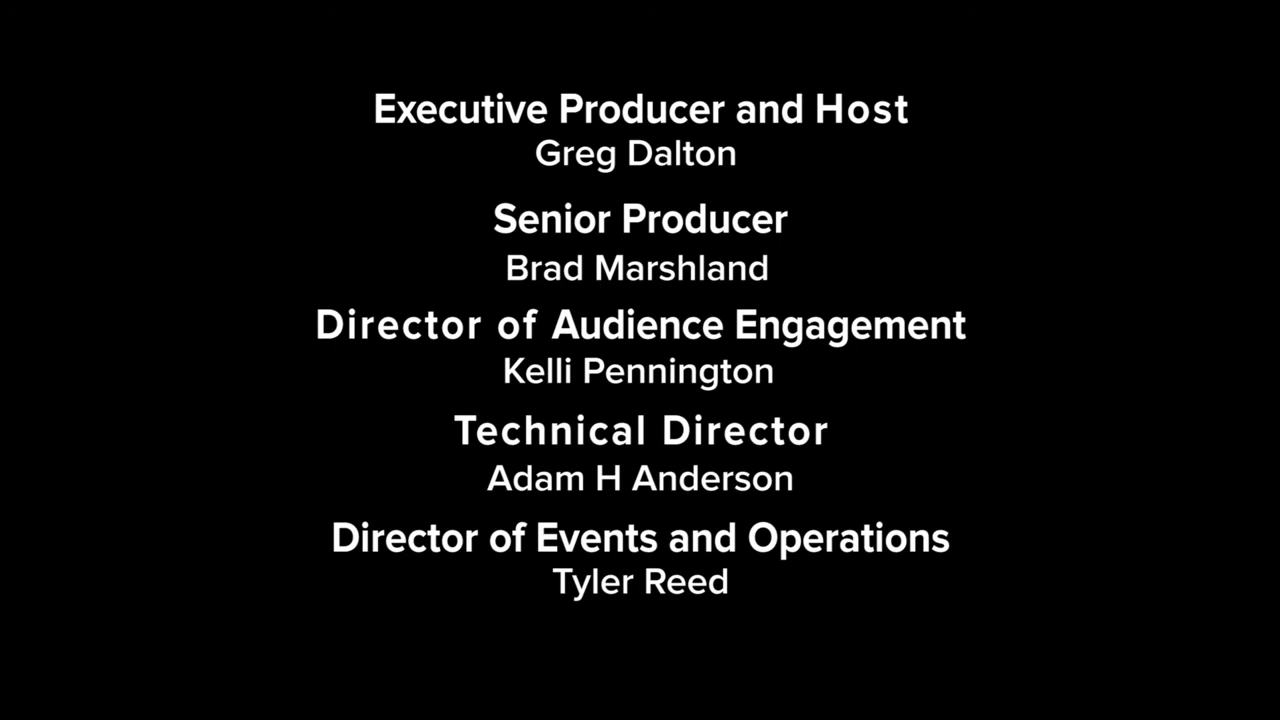 Executive Producer and Host
Greg Dalton
Senior Producer
Brad Marshland
Director of Audience Engagement
Kelli Pennington
Technical Director
Adam H Anderson
Director of Events and Operations
Tyler Reed